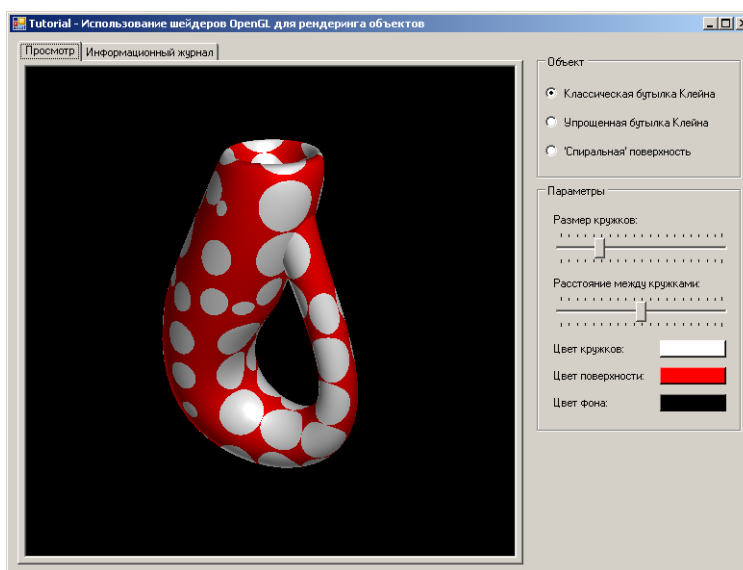 Tutorial - Использование шейдеров OpenGL для рендеринга объектов
Просмотр
Информационный журнал
Объект
Классическая бутылка Клейна
Упрощенная бутылка Клейна
'Спиральная' поверхность
Параметры
Размер кружков:
Расстояние между кружками:
Цвет кружков:
Цвет поверхности:
Цвет фона: